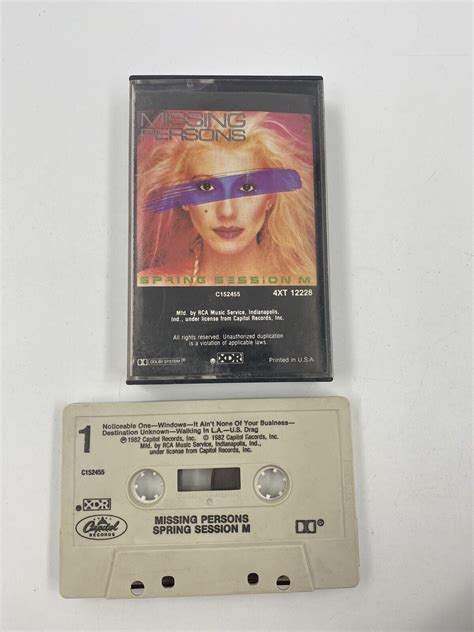 MISSING
PERSONS
SPRING SESSION M
C152455 4XT 12228
Mfd. by RCA Music Service, Indianapolis,
Ind., under license from Capitol Records, Inc.
All rights reserved. Unauthorized duplication
is a violation of applicable laws.
DOLBY SYSTEM XDR Printed in U.S.A.
1
Noticeable One—Windows—It Ain't None Of Your Business—
Destination Unknown—Walking In L.A.—U.S. Drag
℗ 1982 Capitol Records, Inc. © 1982 Capitol Records, Inc.
Mfd. by RCA Music Service, Indianapolis, Ind.,
under license from Capitol Records, Inc.
C152455
XDR
Capitol
RECORDS
MISSING PERSONS
SPRING SESSION M